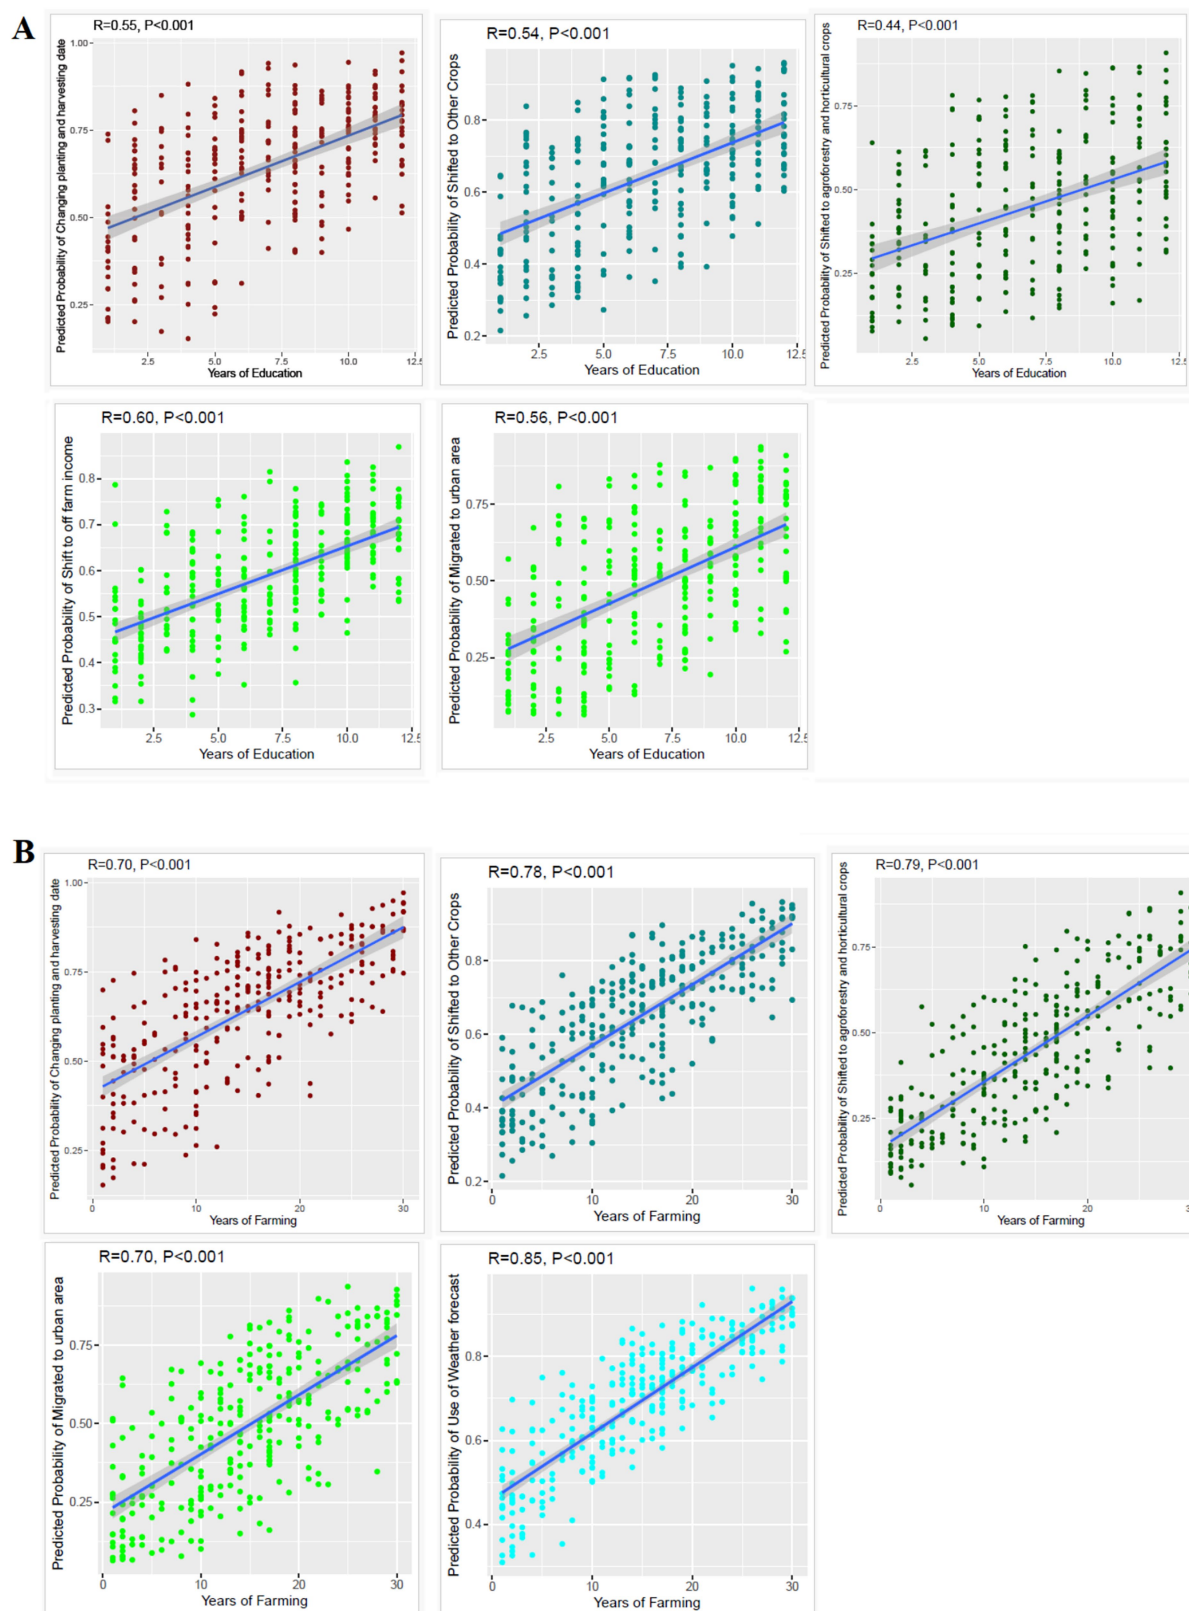 A
R=0.55, P<0.001
Predicted Probability of Changing planting and harvesting date
1.00
0.75
0.50
0.25
2.5 5.0 7.5 10.0 12.5
Years of Education
R=0.54, P<0.001
Predicted Probability of Shifted to Other Crops
0.8
0.6
0.4
0.2
2.5 5.0 7.5 10.0 12.5
Years of Education
R=0.44, P<0.001
Predicted Probability of Shifted to agroforestry and horticultural crops
0.75
0.50
0.25
2.5 5.0 7.5 10.0 12.5
Years of Education
R=0.60, P<0.001
Predicted Probability of Shift to off farm income
0.8
0.7
0.6
0.5
0.4
0.3
2.5 5.0 7.5 10.0 12.5
Years of Education
R=0.56, P<0.001
Predicted Probability of Migrated to urban area
0.75
0.50
0.25
2.5 5.0 7.5 10.0 12.5
Years of Education
B
R=0.70, P<0.001
Predicted Probability of Changing planting and harvesting date
1.00
0.75
0.50
0.25
0 10 20 30
Years of Farming
R=0.78, P<0.001
Predicted Probability of Shifted to Other Crops
0.8
0.6
0.4
0.2
0 10 20 30
Years of Farming
R=0.79, P<0.001
Predicted Probability of Shifted to agroforestry and horticultural crops
0.75
0.50
0.25
0 10 20 30
Years of Farming
R=0.70, P<0.001
Predicted Probability of Migrated to urban area
0.75
0.50
0.25
0 10 20 30
Years of Farming
R=0.85, P<0.001
Predicted Probability of Use of Weather forecast
0.8
0.6
0.4
0 10 20 30
Years of Farming